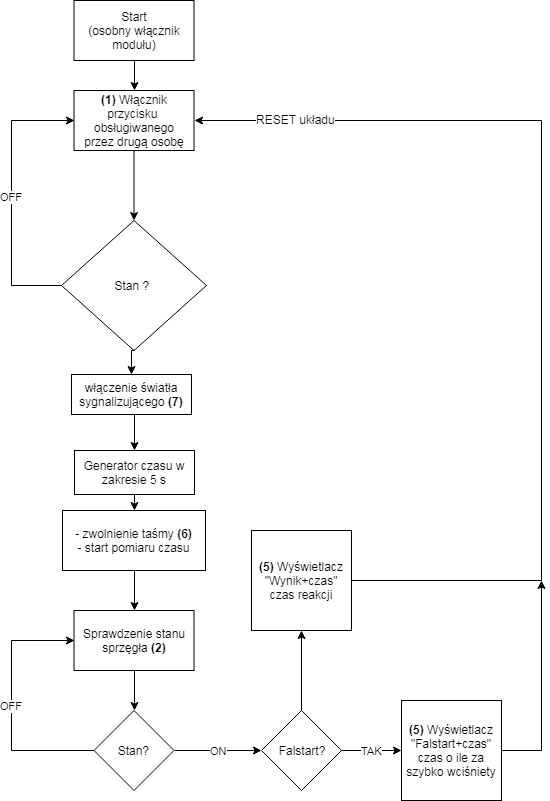 Start
(osobny włącznik
modułu)
(1) Włącznik
przycisku
obsługiwanego
przez drugą osobę
RESET układu
OFF
Stan ?
włączenie światła
sygnalizującego (7)
Generator czasu w
zakresie 5 s
- zwolnienie taśmy (6)
- start pomiaru czasu
(5) Wyświetlacz
"Wynik+czas"
czas reakcji
Sprawdzenie stanu
sprzęgła (2)
OFF
Stan?
ON
Falstart?
TAK
(5) Wyświetlacz
"Falstart+czas"
czas o ile za
szybko wciśniety